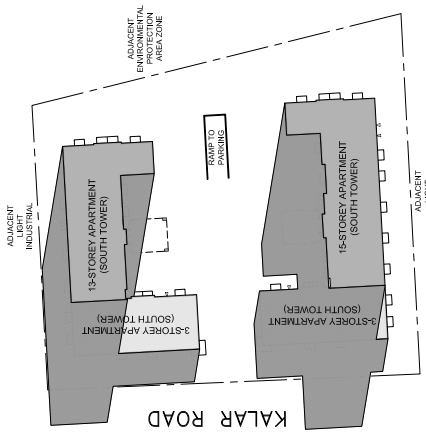 ADJACENT
ENVIRONMENTAL
PROTECTION
AREA ZONE
RAMP TO
PARKING
ADJACENT
LIGHT
INDUSTRIAL
13-STOREY APARTMENT
(SOUTH TOWER)
15-STOREY APARTMENT
(SOUTH TOWER)
ADJACENT
3-STOREY APARTMENT
(SOUTH TOWER)
3-STOREY APARTMENT
(SOUTH TOWER)
KALAR ROAD